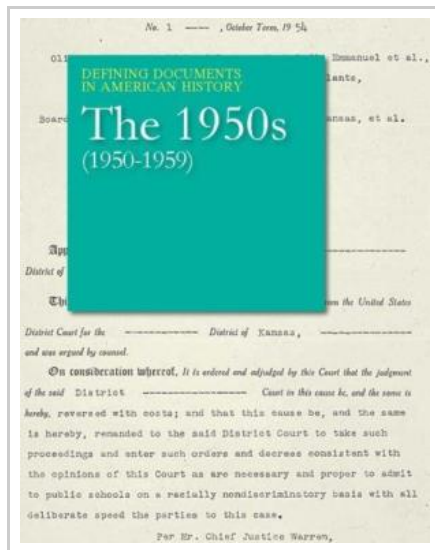 No. 1 ----, October Term, 19 54
Oli Emmanuel et al.,
lants,
Board ansas, et al.
DEFINING DOCUMENTS
IN AMERICAN HISTORY
The 1950s
(1950-1959)
App
District of
Thi om the United States
District Court for the ---------- District of Kansas, ----------
and was argued by counsel.
On consideration whereof, It is ordered and adjudged by this Court that the judgment
of the said District ---------- Court in this cause be, and the same is
hereby, reversed with costs; and that this cause be, and the same
is hereby, remanded to the said District Court to take such
proceedings and enter such orders and decrees consistent with
the opinions of this Court as are necessary and proper to admit
to public schools on a racially nondiscriminatory basis with all
deliberate speed the parties to this case.
Per Mr. Chief Justice Warren,